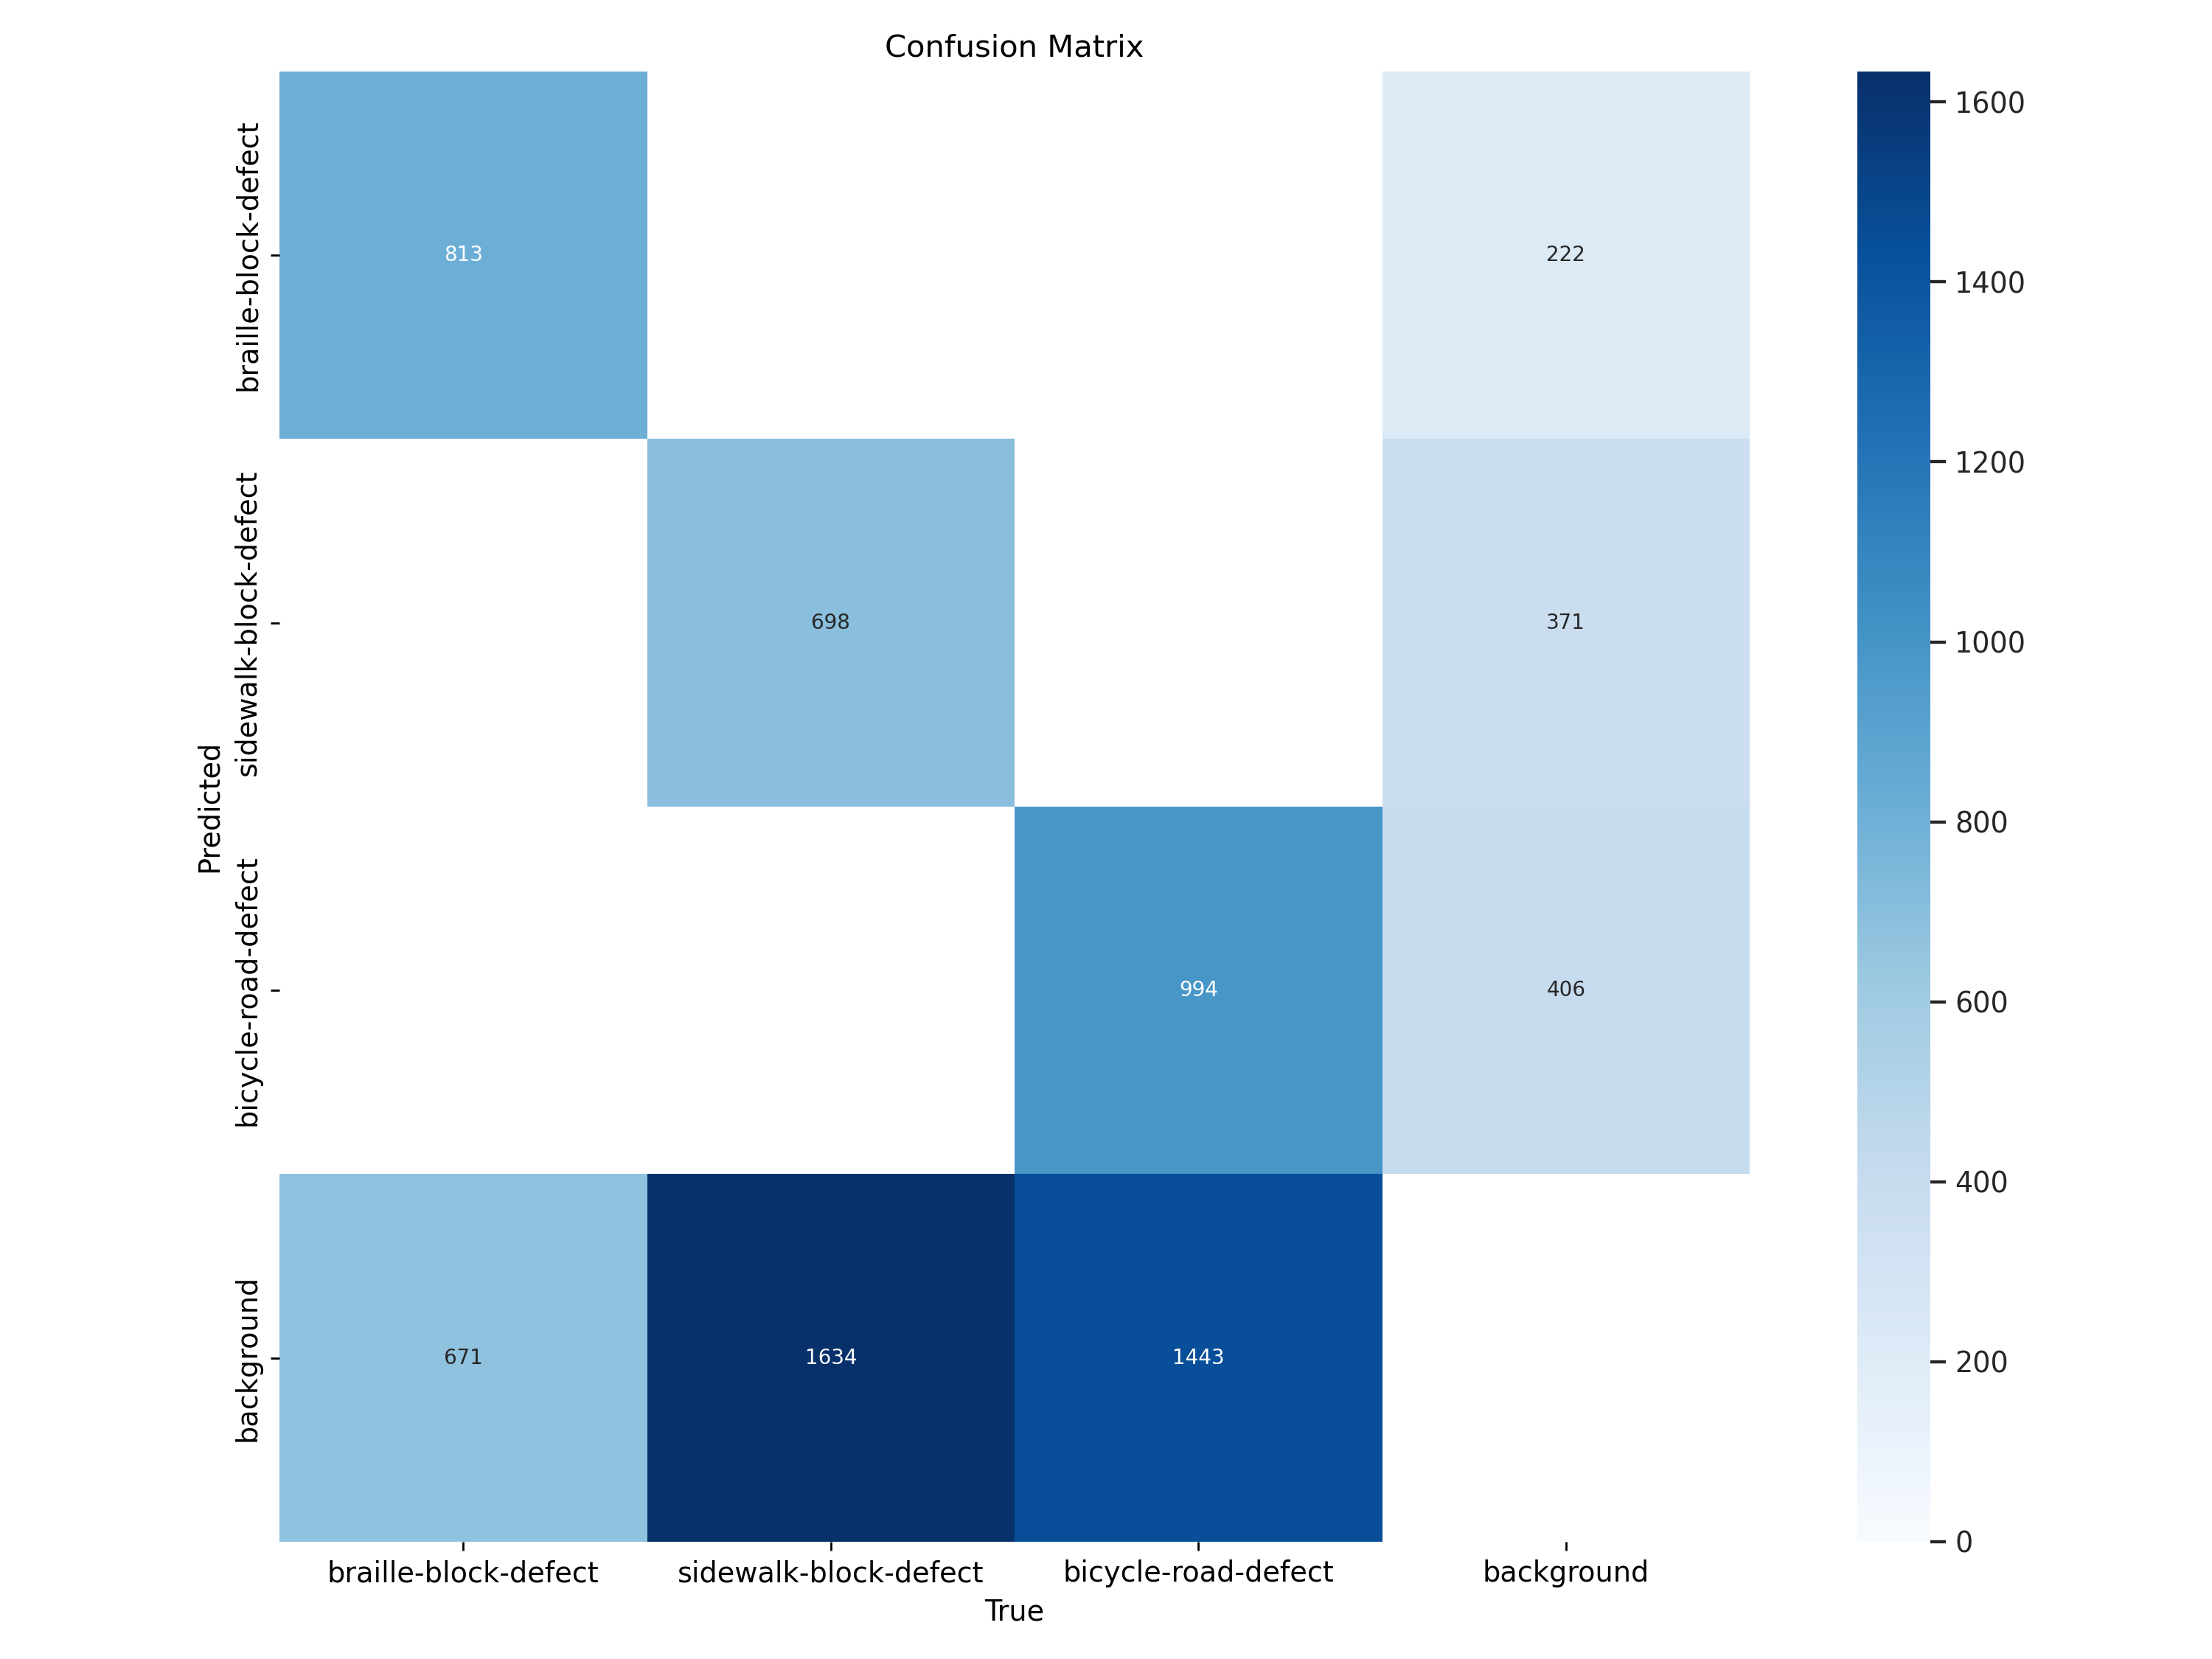 Confusion Matrix
Predicted
braille-block-defect
sidewalk-block-defect
bicycle-road-defect
background
813
222
698
371
994
406
671
1634
1443
braille-block-defect
sidewalk-block-defect
bicycle-road-defect
background
True
1600
1400
1200
1000
800
600
400
200
0